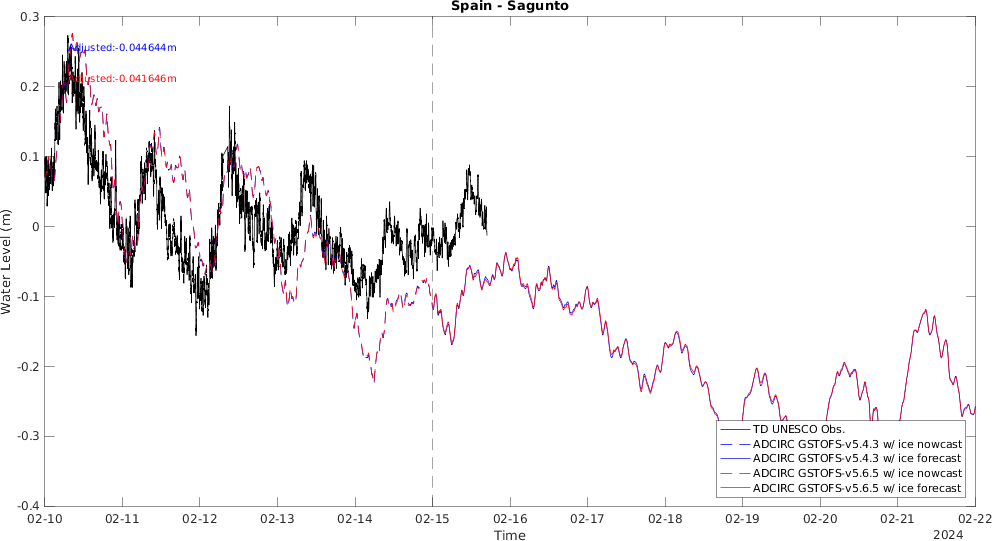 Spain - Sagunto
0.3
0.2
0.1
0
-0.1
-0.2
-0.3
-0.4
Water Level (m)
Adjusted:-0.044644m
Adjusted:-0.041646m
TD UNESCO Obs.
ADCIRC GSTOFS-v5.4.3 w/ ice nowcast
ADCIRC GSTOFS-v5.4.3 w/ ice forecast
ADCIRC GSTOFS-v5.6.5 w/ ice nowcast
ADCIRC GSTOFS-v5.6.5 w/ ice forecast
02-10 02-11 02-12 02-13 02-14 02-15 02-16 02-17 02-18 02-19 02-20 02-21 02-22
Time
2024